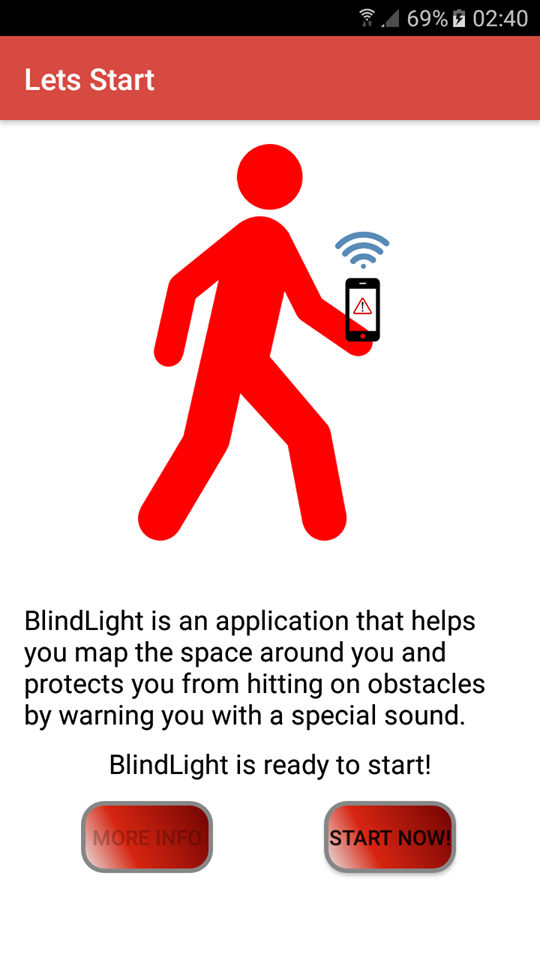 69% 02:40
Lets Start
BlindLight is an application that helps
you map the space around you and
protects you from hitting on obstacles
by warning you with a special sound.
BlindLight is ready to start!
MORE INFO START NOW!